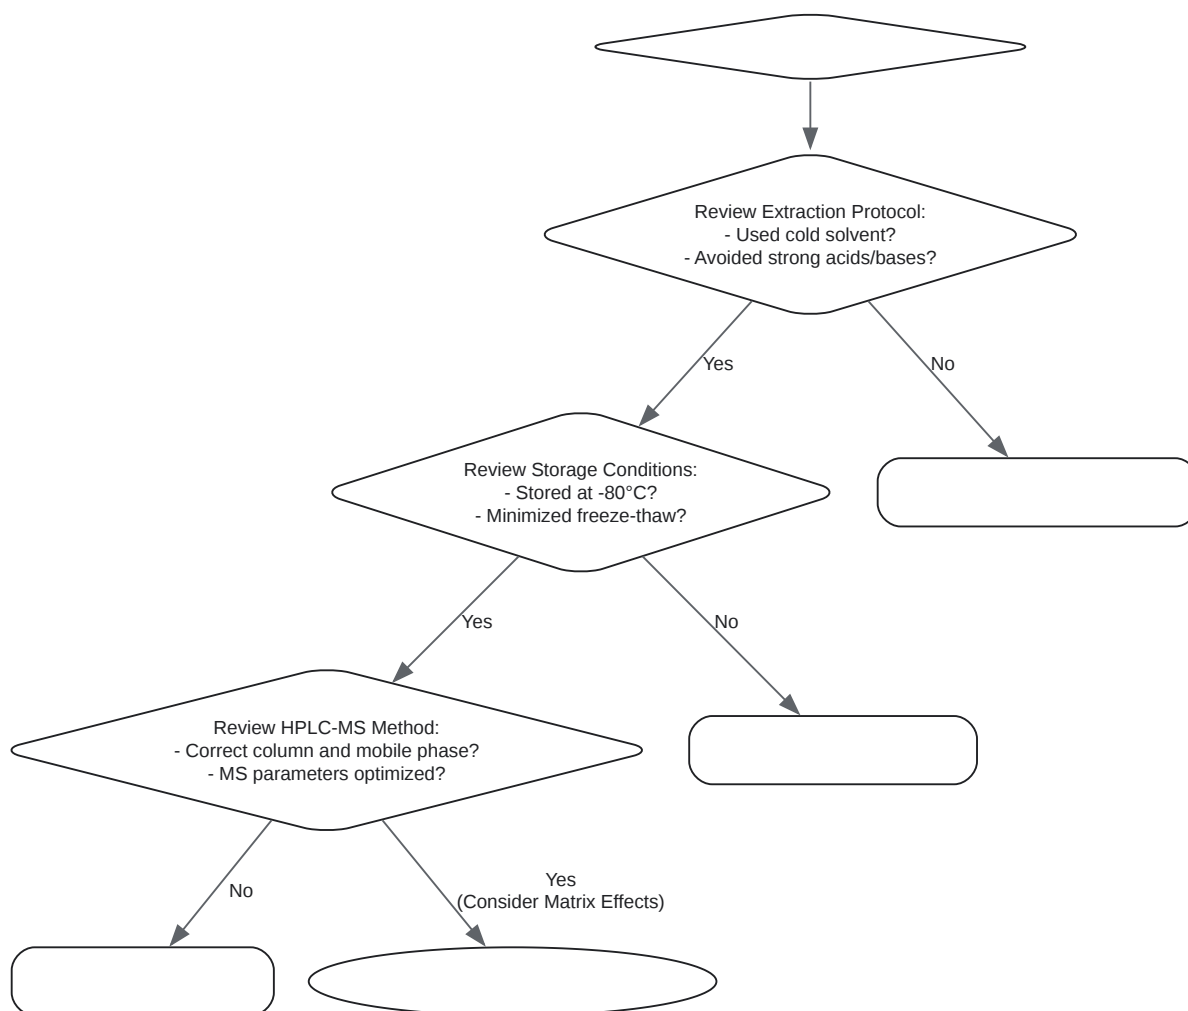 Review Extraction Protocol:
- Used cold solvent?
- Avoided strong acids/bases?
Yes
No
Review Storage Conditions:
- Stored at -80°C?
- Minimized freeze-thaw?
Yes
No
Review HPLC-MS Method:
- Correct column and mobile phase?
- MS parameters optimized?
No
Yes
(Consider Matrix Effects)